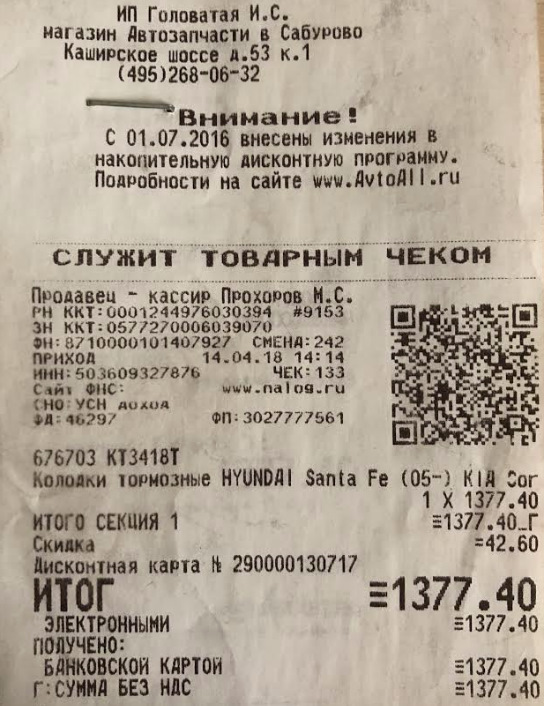 ИП Головатая И.С.
магазин Автозапчасти в Сабурово
Каширское шоссе д.53 к.1
(495)268-06-32
Внимание!
С 01.07.2016 внесены изменения в
накопительную дисконтную программу.
Подробности на сайте www.AvtoAll.ru
СЛУЖИТ ТОВАРНЫМ ЧЕКОМ
Продавец - кассир Прохоров М.С.
РН ККТ:0001244976030394 #9153
ЗН ККТ:0577270006039070
ФН:8710000101407927 СМЕНА:242
ПРИХОД 14.04.18 14:14
ИНН:503609327876 ЧЕК:133
Сайт ФНС: www.nalog.ru
СНО:УСН доход
ФД:46297 ФП:3027777561
676703 КТ3418Т
Колодки тормозные HYUNDAI Santa Fe (05-) KIA Cor
1 X 1377.40
ИТОГО СЕКЦИЯ 1 ≡1377.40_Г
Скидка =42.60
Дисконтная карта № 290000130717
ИТОГ ≡1377.40
ЭЛЕКТРОННЫМИ ≡1377.40
ПОЛУЧЕНО:
БАНКОВСКОЙ КАРТОЙ ≡1377.40
Г:СУММА БЕЗ НДС ≡1377.40